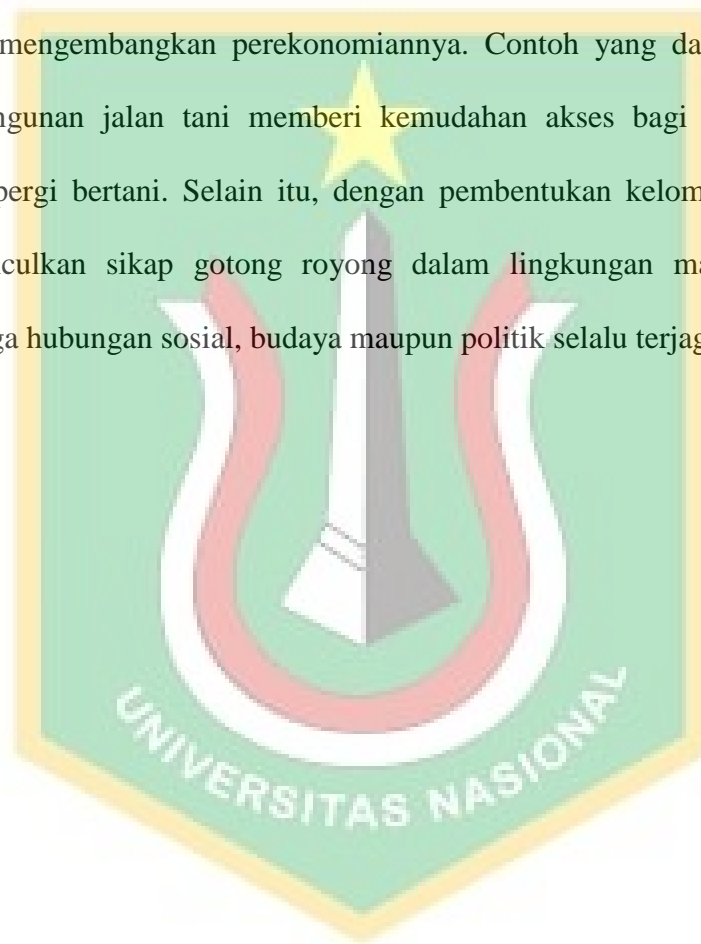 mengembangkan perekonomiannya. Contoh yang da
ngunan jalan tani memberi kemudahan akses bagi
pergi bertani. Selain itu, dengan pembentukan kelom
culkan sikap gotong royong dalam lingkungan ma
ga hubungan sosial, budaya maupun politik selalu terjag
UNIVERSITAS NASIONAL